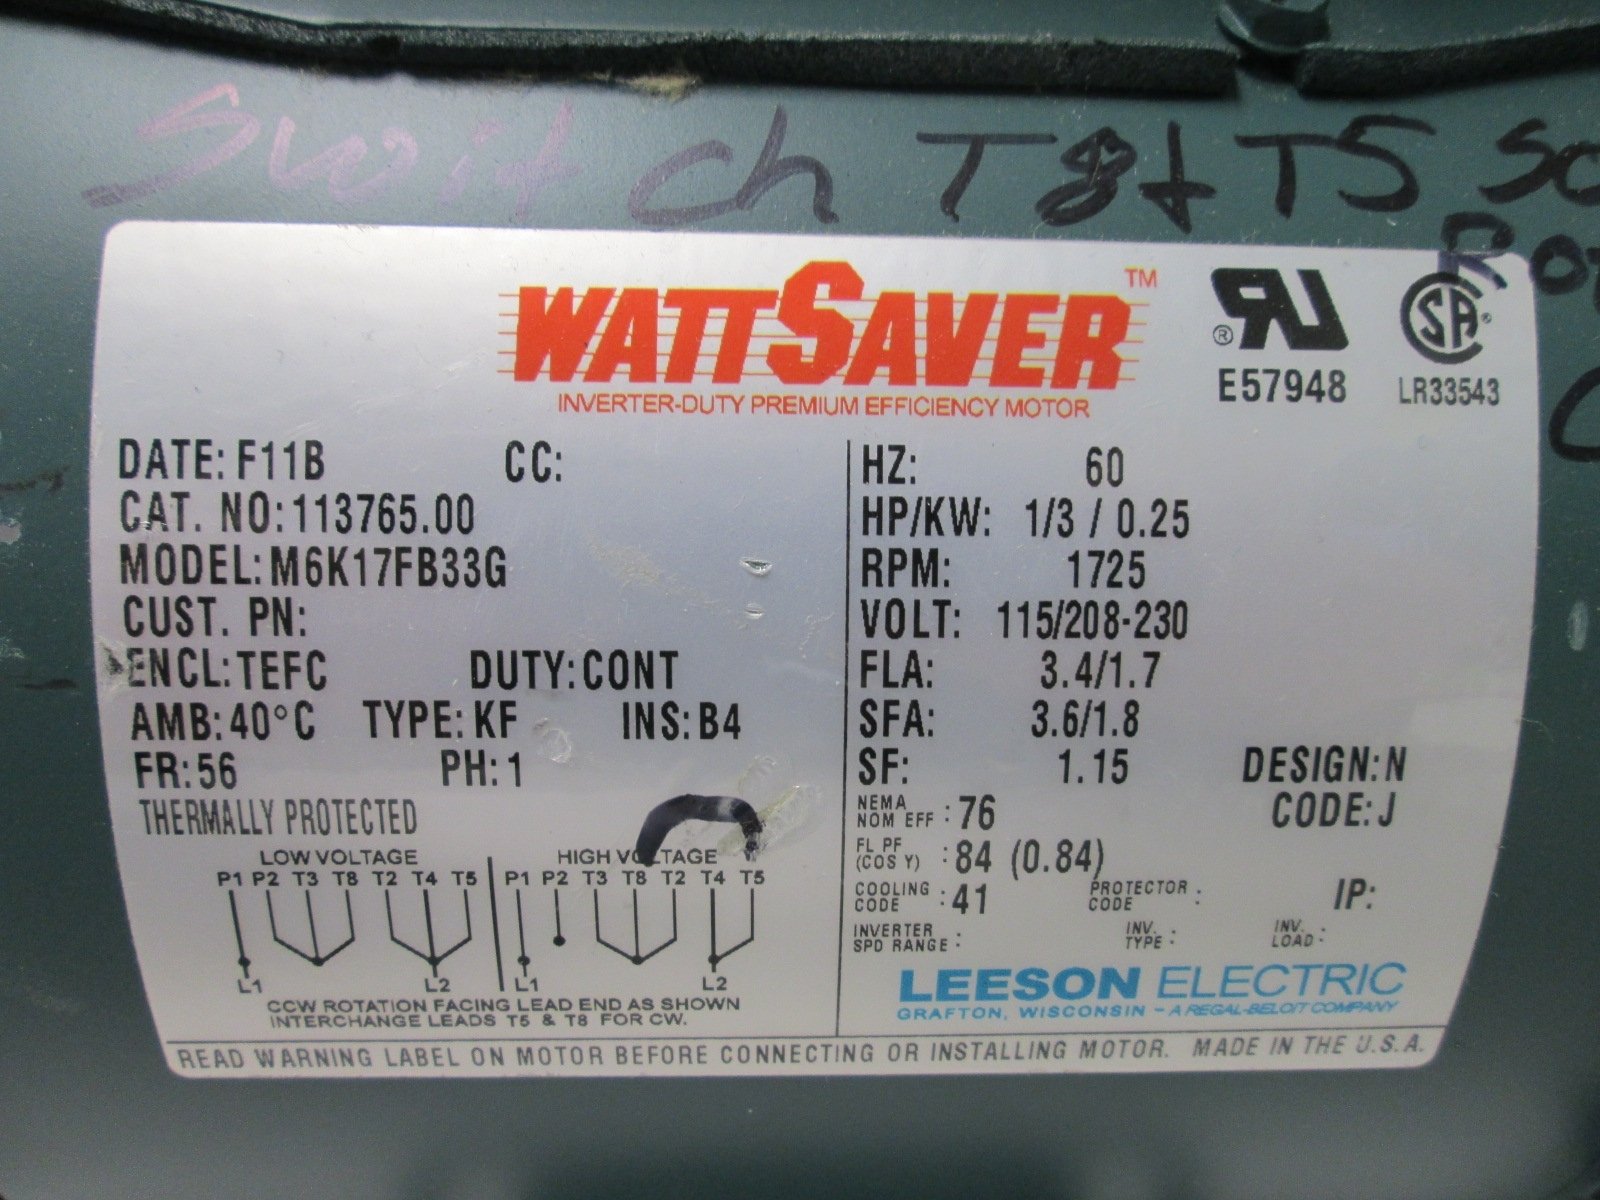 Switch T8 + T5 so
Rot
WATTSAVER™
INVERTER-DUTY PREMIUM EFFICIENCY MOTOR
® E57948
SA ® LR33543
DATE: F11B CC:
CAT. NO: 113765.00
MODEL: M6K17FB33G
CUST. PN:
ENCL: TEFC DUTY: CONT
AMB: 40°C TYPE: KF INS: B4
FR: 56 PH: 1
THERMALLY PROTECTED
LOW VOLTAGE
P1 P2 T3 T8 T2 T4 T5
L1 L2
HIGH VOLTAGE
P1 P2 T3 T8 T2 T4 T5
L1 L2
CCW ROTATION FACING LEAD END AS SHOWN
INTERCHANGE LEADS T5 & T8 FOR CW.
HZ: 60
HP/KW: 1/3 / 0.25
RPM: 1725
VOLT: 115/208-230
FLA: 3.4/1.7
SFA: 3.6/1.8
SF: 1.15 DESIGN: N
NEMA NOM EFF: 76 CODE: J
FL PF (COS Y): 84 (0.84)
COOLING CODE: 41 PROTECTOR CODE: IP:
INVERTER SPD RANGE: INV. TYPE: INV. LOAD:
LEESON ELECTRIC
GRAFTON, WISCONSIN - A REGAL-BELOIT COMPANY
READ WARNING LABEL ON MOTOR BEFORE CONNECTING OR INSTALLING MOTOR. MADE IN THE U.S.A.